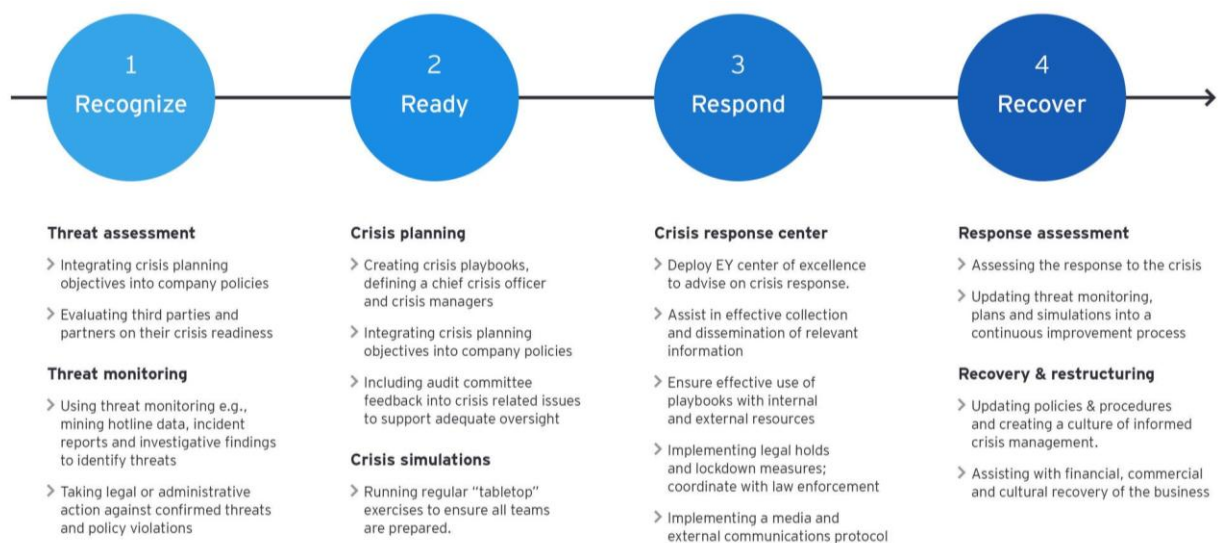 1
Recognize
2
Ready
3
Respond
4
Recover
Threat assessment
> Integrating crisis planning
objectives into company policies
> Evaluating third parties and
partners on their crisis readiness
Threat monitoring
> Using threat monitoring e.g.,
mining hotline data, incident
reports and investigative findings
to identify threats
> Taking legal or administrative
action against confirmed threats
and policy violations
Crisis planning
> Creating crisis playbooks,
defining a chief crisis officer
and crisis managers
> Integrating crisis planning
objectives into company policies
> Including audit committee
feedback into crisis related issues
to support adequate oversight
Crisis simulations
> Running regular “tabletop”
exercises to ensure all teams
are prepared.
Crisis response center
> Deploy EY center of excellence
to advise on crisis response.
> Assist in effective collection
and dissemination of relevant
information
> Ensure effective use of
playbooks with internal
and external resources
> Implementing legal holds
and lockdown measures;
coordinate with law enforcement
> Implementing a media and
external communications protocol
Response assessment
> Assessing the response to the crisis
> Updating threat monitoring,
plans and simulations into a
continuous improvement process
Recovery & restructuring
> Updating policies & procedures
and creating a culture of informed
crisis management.
> Assisting with financial, commercial
and cultural recovery of the business